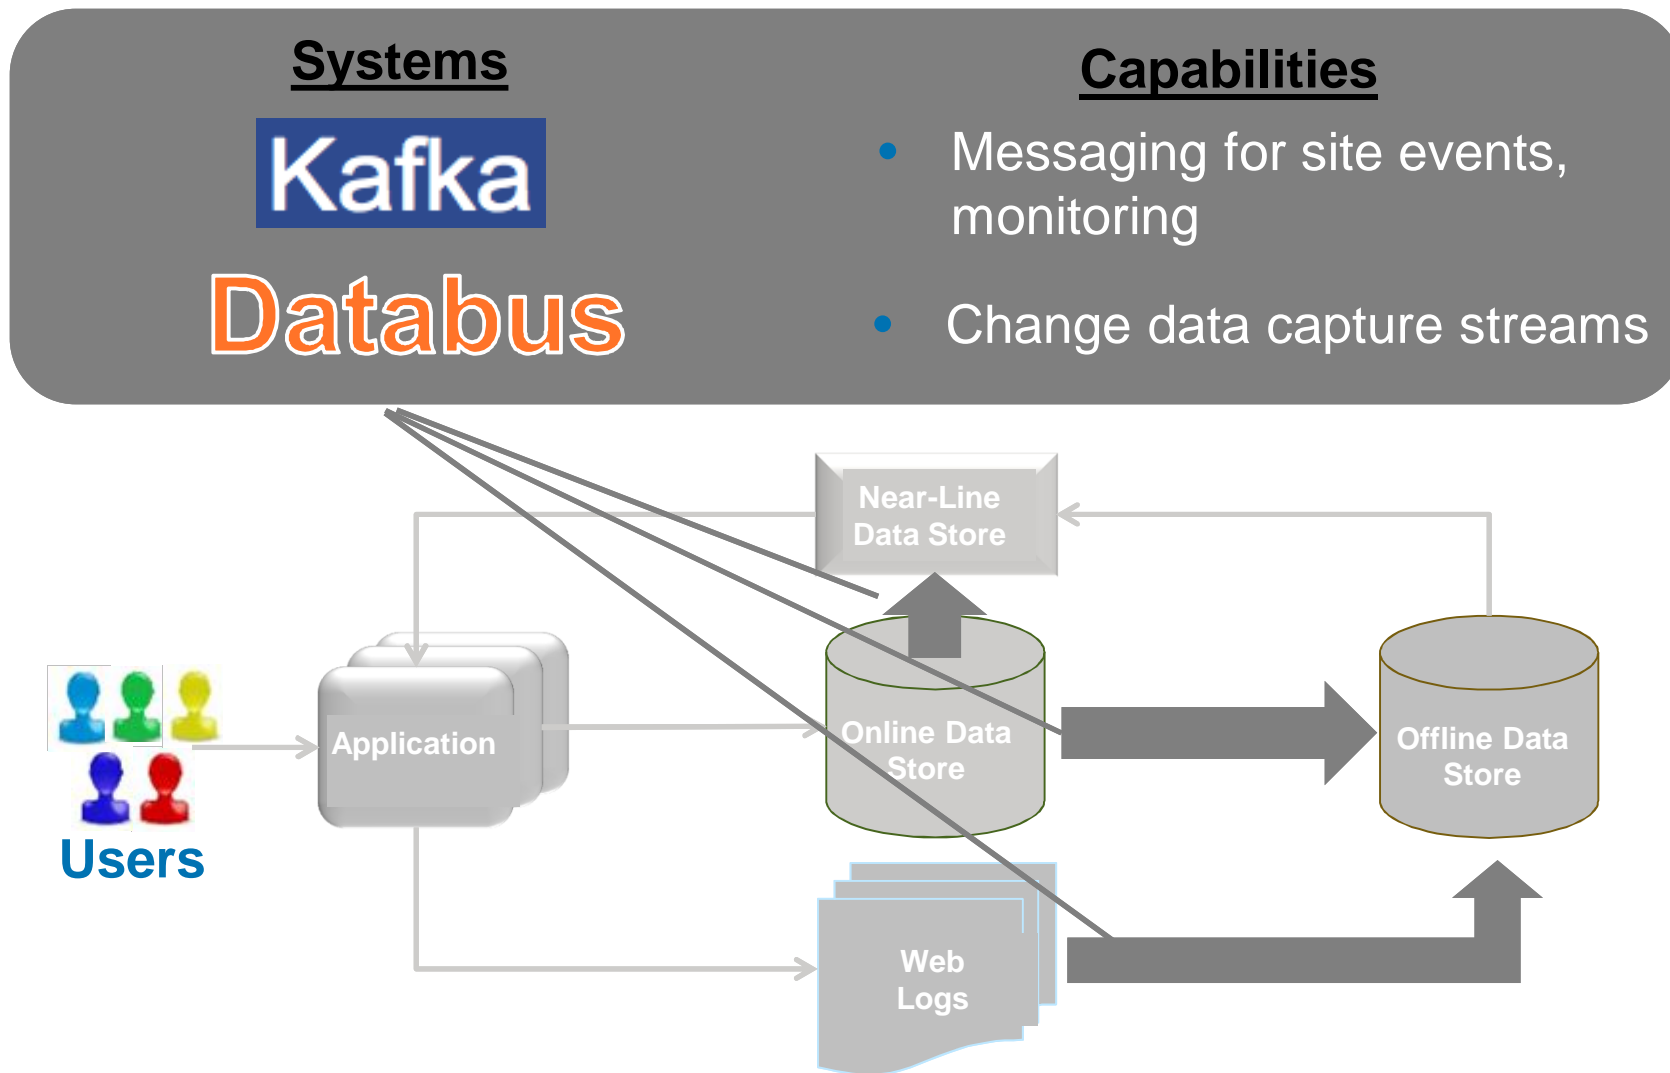 Systems
Capabilities
Kafka
Messaging for site events,
monitoring
Databus
Change data capture streams
Near-Line
Data Store
Application
Online Data
Store
Offline Data
Store
Users
Web
Logs